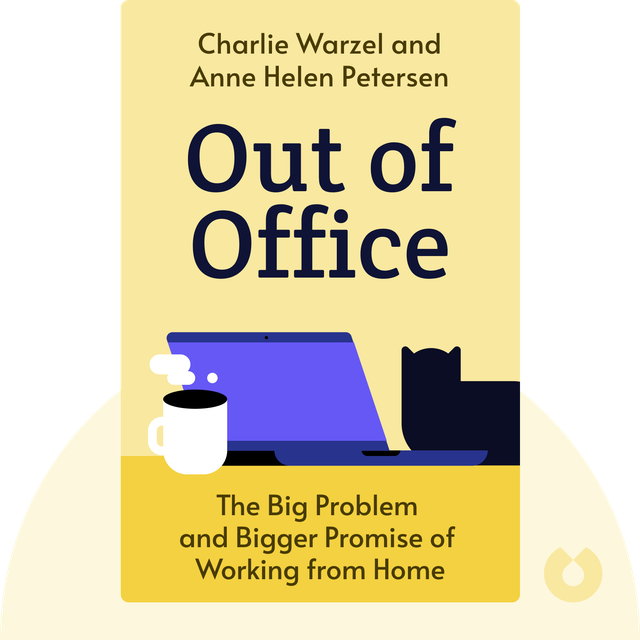 Charlie Warzel and
Anne Helen Petersen
Out of
Office
The Big Problem
and Bigger Promise of
Working from Home